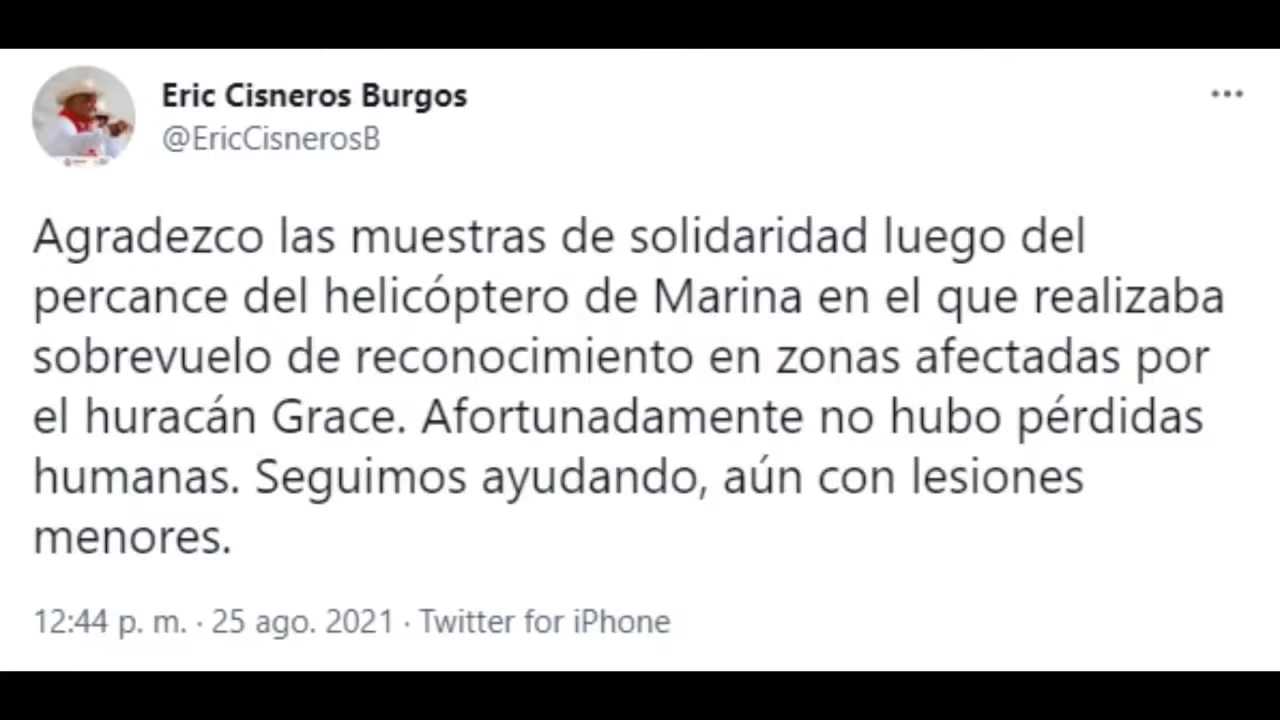 Eric Cisneros Burgos
@EricCisnerosB
Agradezco las muestras de solidaridad luego del
percance del helicóptero de Marina en el que realizaba
sobrevuelo de reconocimiento en zonas afectadas por
el huracán Grace. Afortunadamente no hubo pérdidas
humanas. Seguimos ayudando, aún con lesiones
menores.
12:44 p. m. · 25 ago. 2021 · Twitter for iPhone